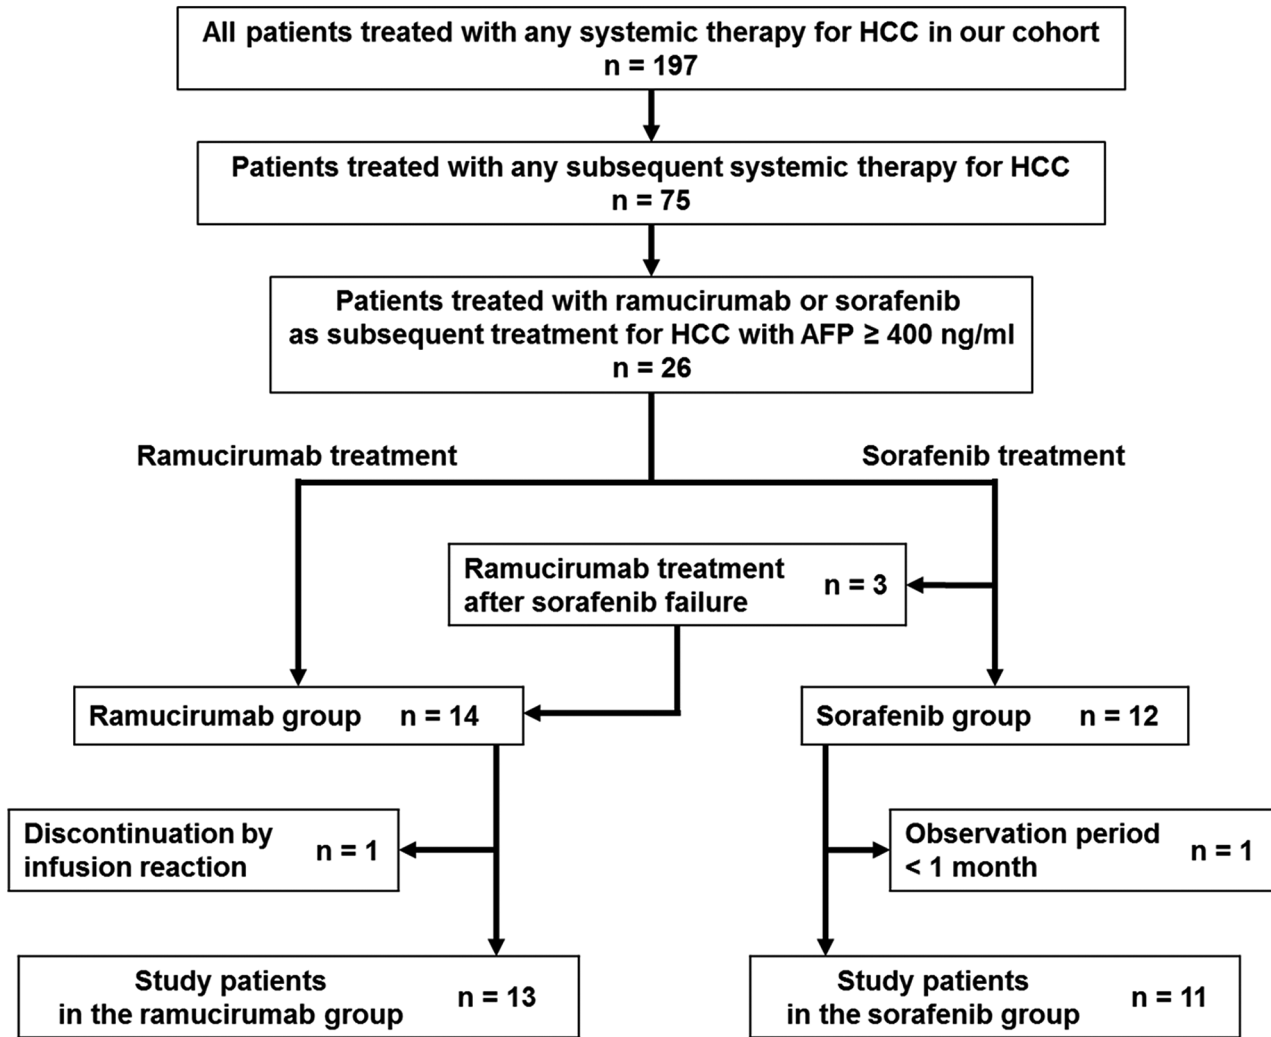 All patients treated with any systemic therapy for HCC in our cohort
n = 197
Patients treated with any subsequent systemic therapy for HCC
n = 75
Patients treated with ramucirumab or sorafenib
as subsequent treatment for HCC with AFP ≥ 400 ng/ml
n = 26
Ramucirumab treatment
Sorafenib treatment
Ramucirumab treatment
after sorafenib failure
n = 3
Ramucirumab group n = 14
Sorafenib group n = 12
Discontinuation by
infusion reaction
n = 1
Observation period
< 1 month
n = 1
Study patients
in the ramucirumab group
n = 13
Study patients
in the sorafenib group
n = 11